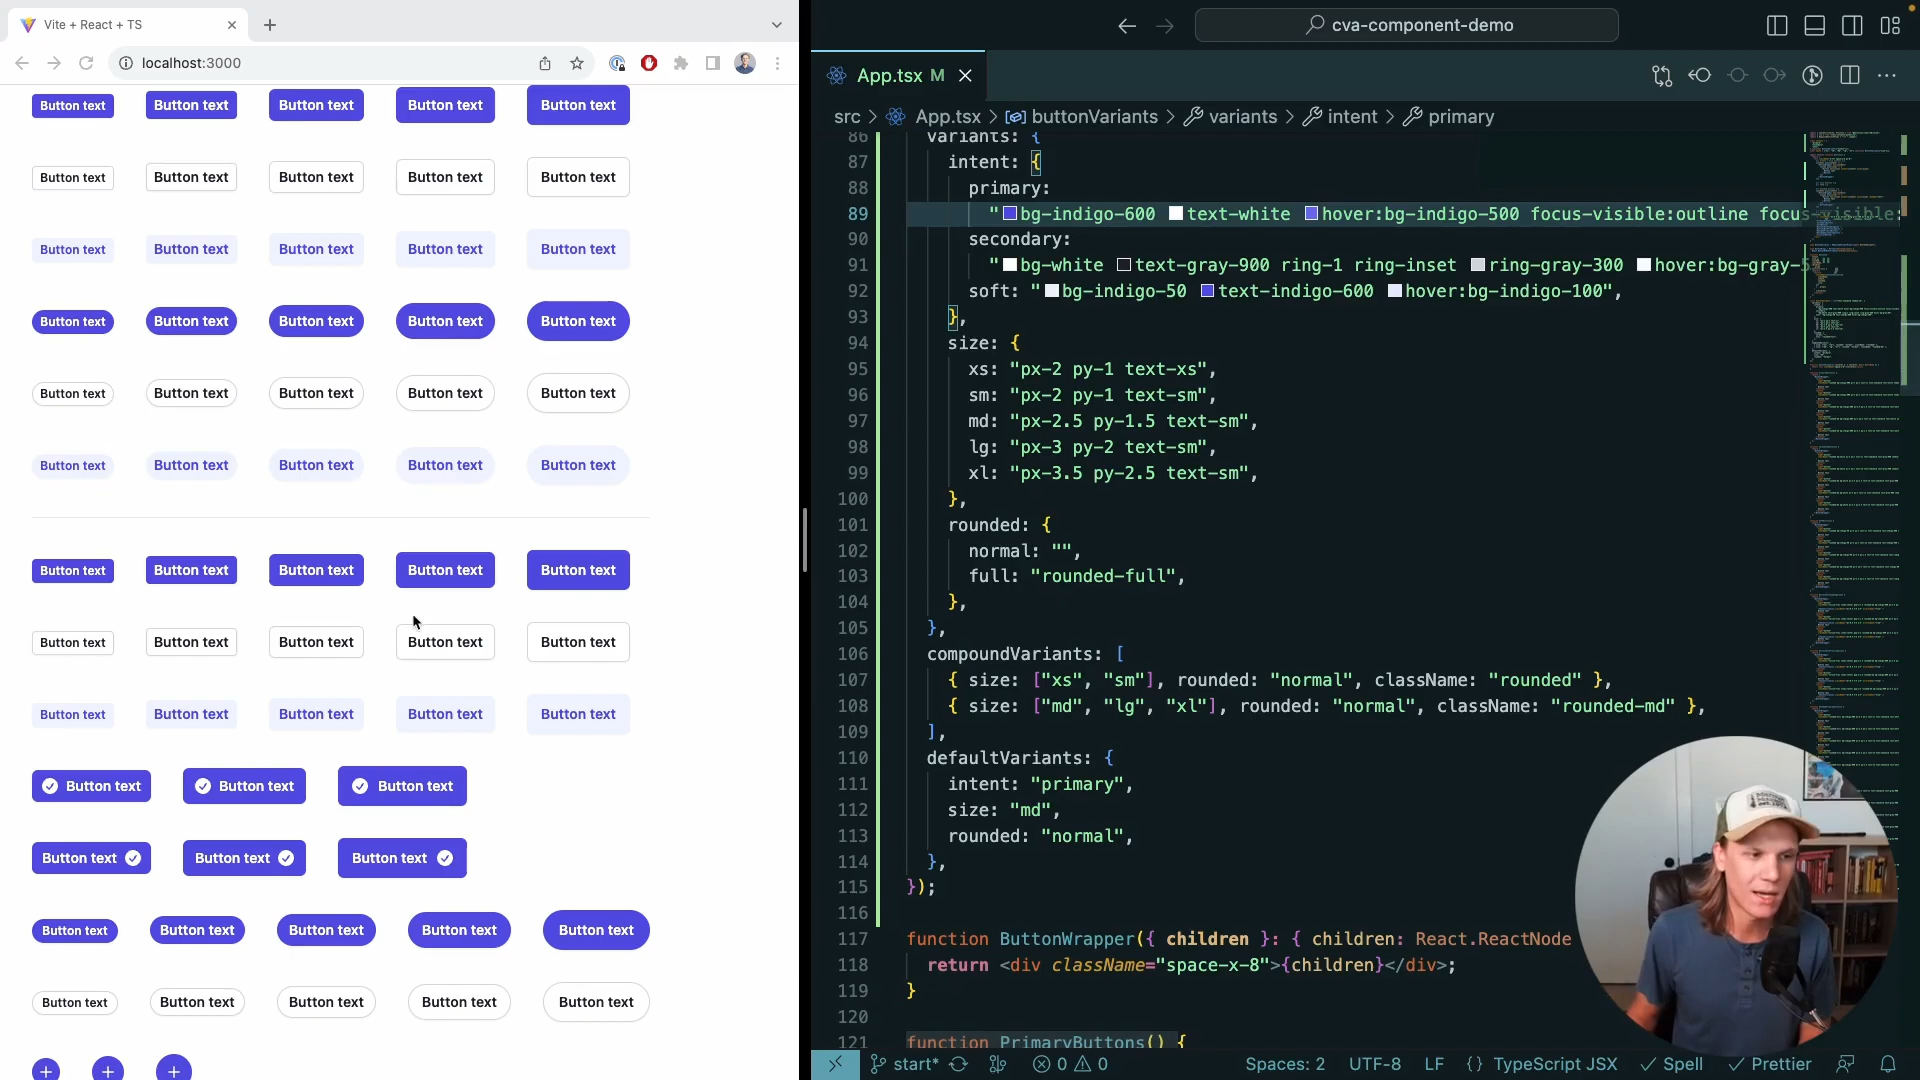 Vite + React + TS
localhost:3000
Button text Button text Button text Button text Button text
Button text Button text Button text Button text Button text
Button text Button text Button text Button text Button text
Button text Button text Button text Button text Button text
Button text Button text Button text Button text Button text
Button text Button text Button text Button text Button text
Button text Button text Button text Button text Button text
Button text Button text Button text Button text Button text
Button text Button text Button text Button text Button text
Button text Button text Button text
Button text Button text Button text
Button text Button text Button text Button text Button text
Button text Button text Button text Button text Button text
cva-component-demo
App.tsx M
src > App.tsx > buttonVariants > variants > intent > primary
86 variants: {
87 intent: {
88 primary:
89 "bg-indigo-600 text-white hover:bg-indigo-500 focus-visible:outline focus-visible:
90 secondary:
91 "bg-white text-gray-900 ring-1 ring-inset ring-gray-300 hover:bg-gray-5
92 soft: "bg-indigo-50 text-indigo-600 hover:bg-indigo-100",
93 },
94 size: {
95 xs: "px-2 py-1 text-xs",
96 sm: "px-2 py-1 text-sm",
97 md: "px-2.5 py-1.5 text-sm",
98 lg: "px-3 py-2 text-sm",
99 xl: "px-3.5 py-2.5 text-sm",
100 },
101 rounded: {
102 normal: "",
103 full: "rounded-full",
104 },
105 },
106 compoundVariants: [
107 { size: ["xs", "sm"], rounded: "normal", className: "rounded" },
108 { size: ["md", "lg", "xl"], rounded: "normal", className: "rounded-md" },
109 ],
110 defaultVariants: {
111 intent: "primary",
112 size: "md",
113 rounded: "normal",
114 },
115 });
116
117 function ButtonWrapper({ children }: { children: React.ReactNode
118 return <div className="space-x-8">{children}</div>;
119 }
120
121 function PrimaryButtons() {
start* 0 0 Spaces: 2 UTF-8 LF {} TypeScript JSX Spell Prettier